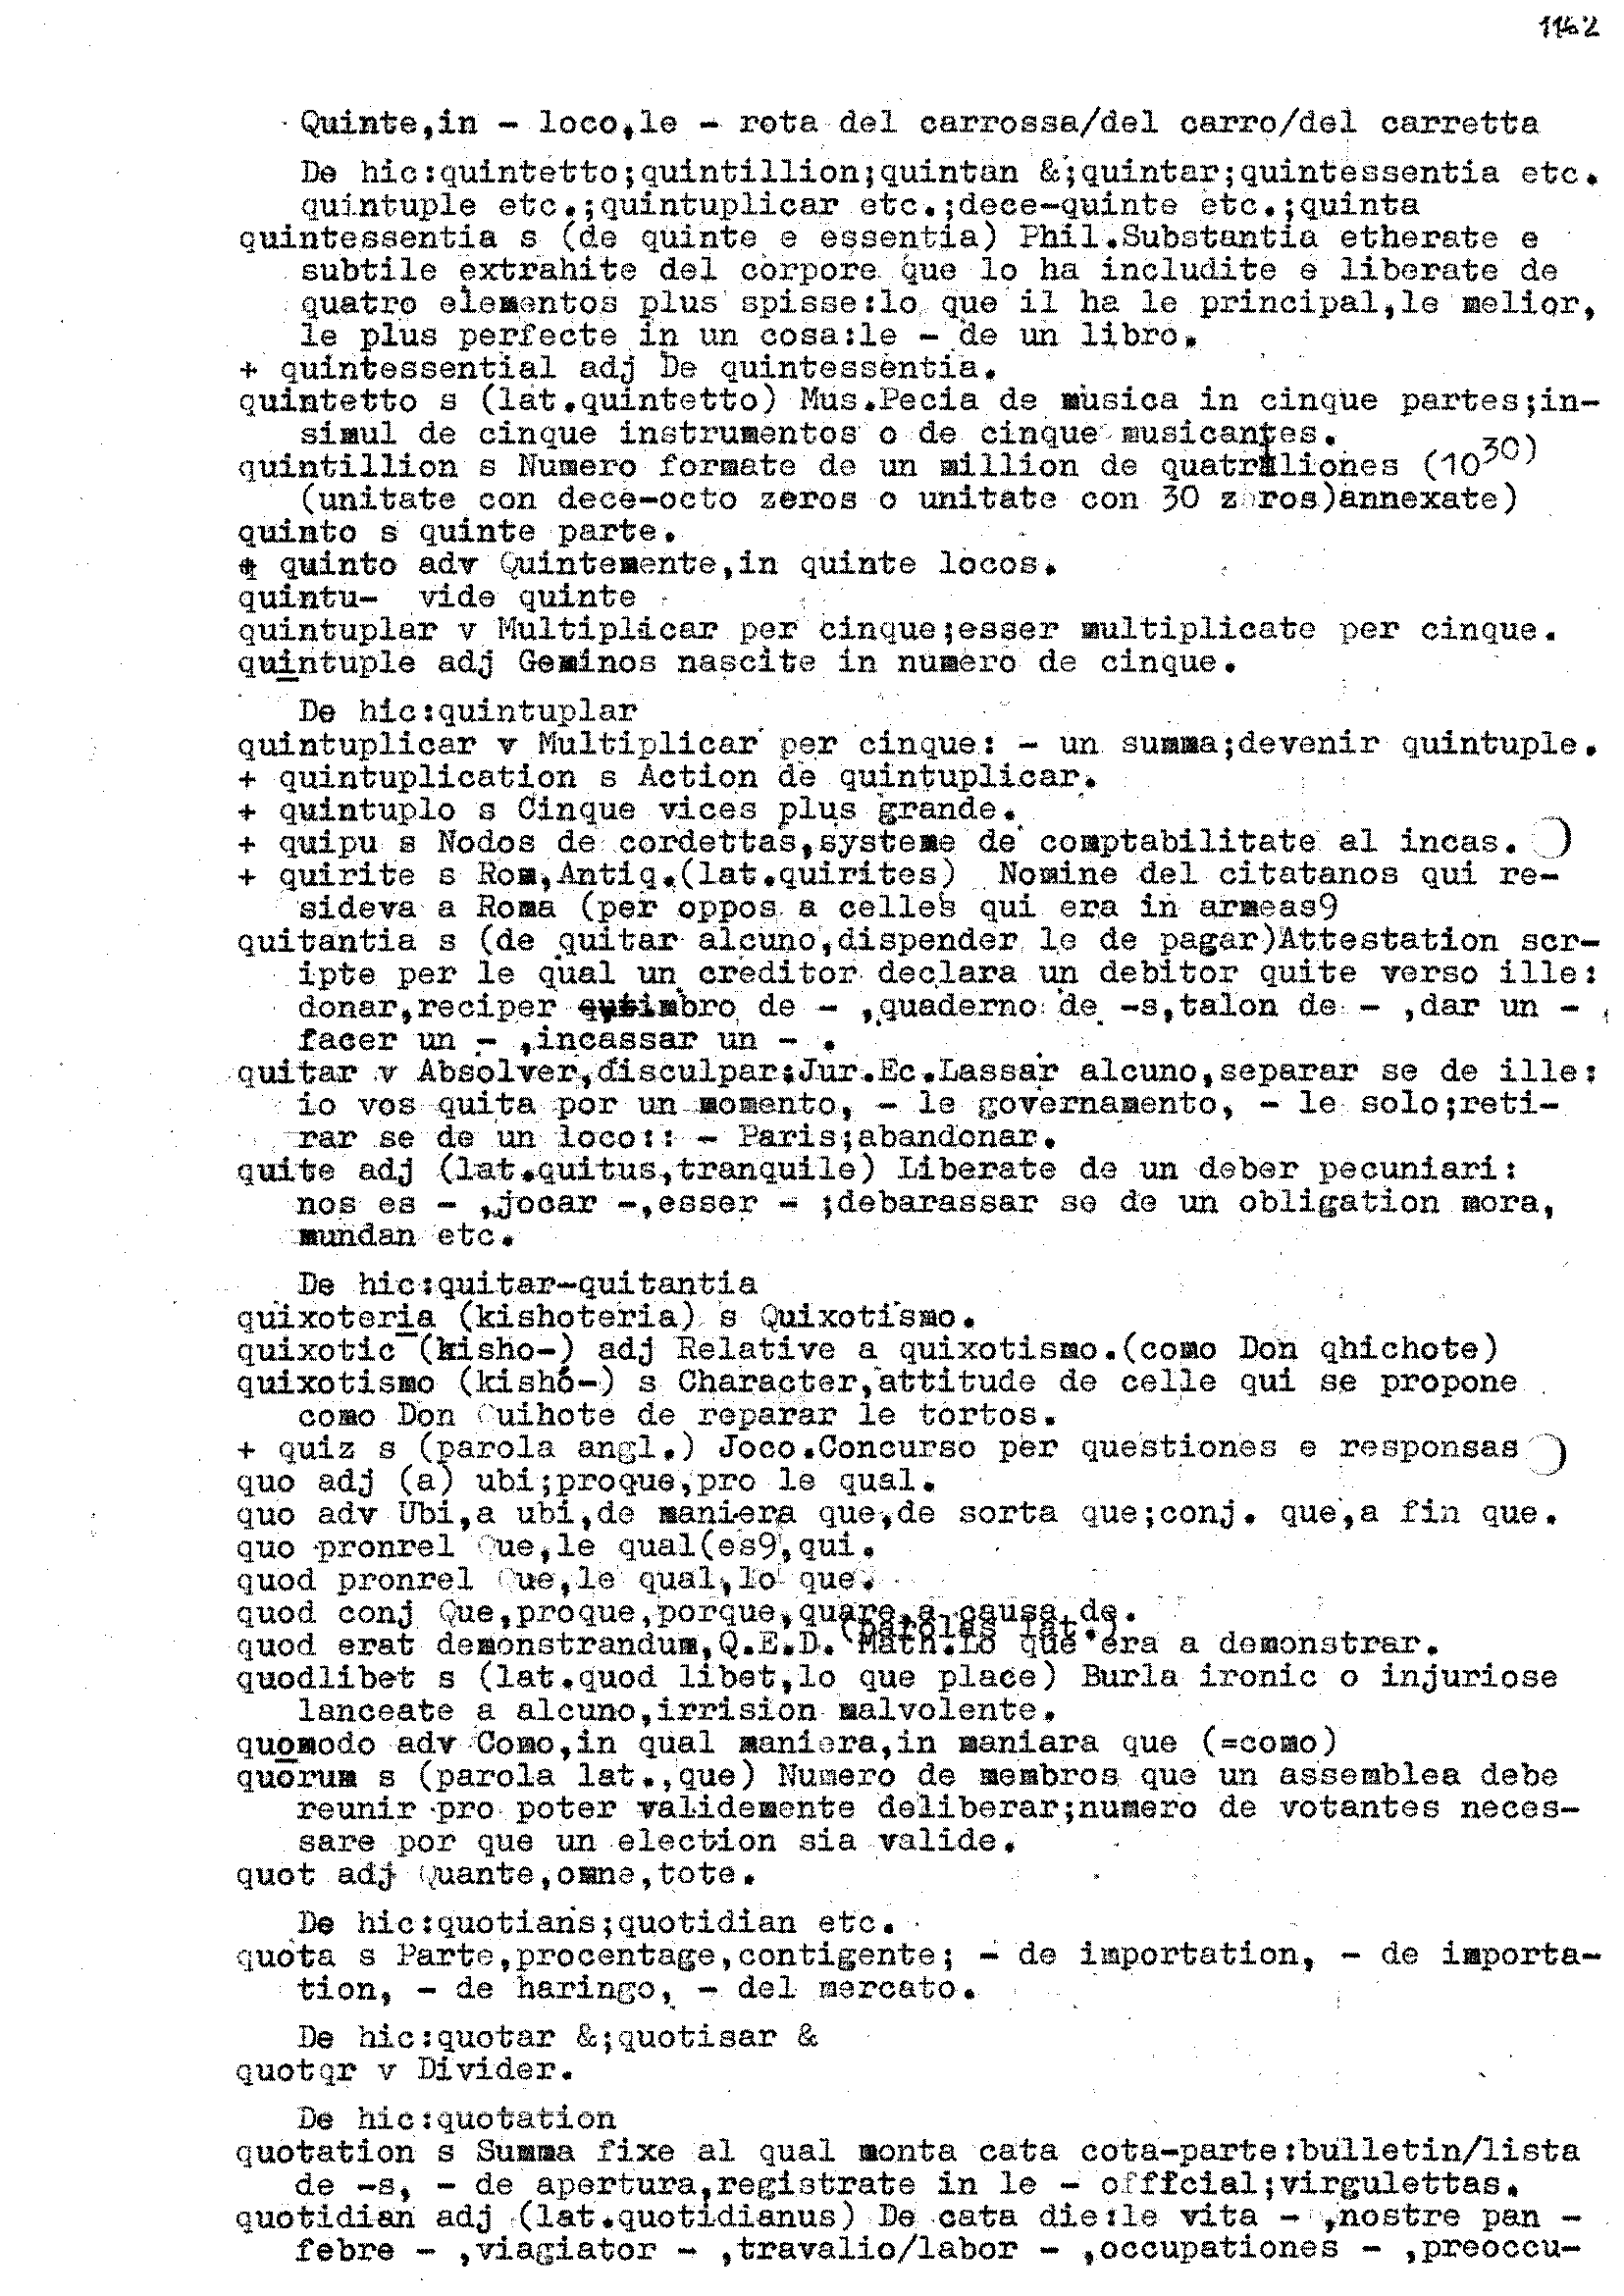 1162
Quinte,in - loco,le - rota del carrossa/del carro/del carretta
De hic:quintetto;quintillion;quintan &;quintar;quintessentia etc.
quintuple etc.;quintuplicar etc.;dece-quinte etc.;quinta
quintessentia s (de quinte e essentia) Phil.Substantia etherate e
subtile extrahite del corpore que lo ha includite e liberate de
quatro elementos plus spisse:lo que il ha le principal,le melior,
le plus perfecte in un cosa:le - de un libro.
+ quintessential adj De quintessentia.
quintetto s (lat.quintetto) Mus.Pecia de musica in cinque partes;in-
simul de cinque instrumentos o de cinque musicantes.
quintillion s Numero formate de un million de quatriliones (10³⁰)
(unitate con dece-octo zeros o unitate con 30 zeros)annexate)
quinto s quinte parte.
+ quinto adv Quintemente,in quinte locos.
quintu- vide quinte
quintuplar v Multiplicar per cinque;esser multiplicate per cinque.
quintuple adj Geminos nascite in numero de cinque.
De hic:quintuplar
quintuplicar v Multiplicar per cinque: - un summa;devenir quintuple.
+ quintuplication s Action de quintuplicar.
+ quintuplo s Cinque vices plus grande.
+ quipu s Nodos de cordettas,systeme de comptabilitate al incas. )
+ quirite s Rom,Antiq.(lat.quirites) Nomine del citatanos qui re-
sideva a Roma (per oppos a celles qui era in armeas9
quitantia s (de quitar alcuno,dispender le de pagar)Attestation scr-
ipte per le qual un creditor declara un debitor quite verso ille:
donar,reciper de - ,quaderno de -s,talon de - ,dar un - ,
facer un - ,incassar un - .
quitar v Absolver,disculpar:Jur.Ec.Lassar alcuno,separar se de ille:
io vos quita por un momento, - le governamento, - le solo;reti-
rar se de un loco:: - Paris;abandonar.
quite adj (lat.quitus,tranquile) Liberate de un deber pecuniari:
nos es - ,jocar -,esser - ;debarassar se de un obligation mora,
mundan etc.
De hic:quitar-quitantia
quixoteria (kishoteria) s Quixotismo.
quixotic (kisho-) adj Relative a quixotismo.(como Don qhichote)
quixotismo (kishó-) s Character,attitude de celle qui se propone
como Don Quihote de reparar le tortos.
+ quiz s (parola angl.) Joco.Concurso per questiones e responsas )
quo adj (a) ubi;proque,pro le qual.
quo adv Ubi,a ubi,de maniera que,de sorta que;conj. que,a fin que.
quo pronrel Que,le qual(es9,qui.
quod pronrel Que,le qual,lo que.
quod conj Que,proque,porque,quare,a causa de.
quod erat demonstrandum,Q.E.D. (parolas lat.) Math.Lo que era a demonstrar.
quodlibet s (lat.quod libet,lo que place) Burla ironic o injuriose
lanceate a alcuno,irrision malvolente.
quomodo adv Como,in qual maniera,in maniara que (=como)
quorum s (parola lat.,que) Numero de membros que un assemblea debe
reunir pro poter validemente deliberar;numero de votantes neces-
sare por que un election sia valide.
quot adj Quante,omne,tote.
De hic:quotians;quotidian etc.
quota s Parte,procentage,contigente; - de importation, - de importa-
tion, - de haringo, - del mercato.
De hic:quotar &;quotisar &
quotqr v Divider.
De hic:quotation
quotation s Summa fixe al qual monta cata cota-parte:bulletin/lista
de -s, - de apertura,registrate in le - offfcial;virgulettas.
quotidian adj (lat.quotidianus) De cata die:le vita - ,nostre pan -
febre - ,viagiator - ,travalio/labor - ,occupationes - ,preoccu-